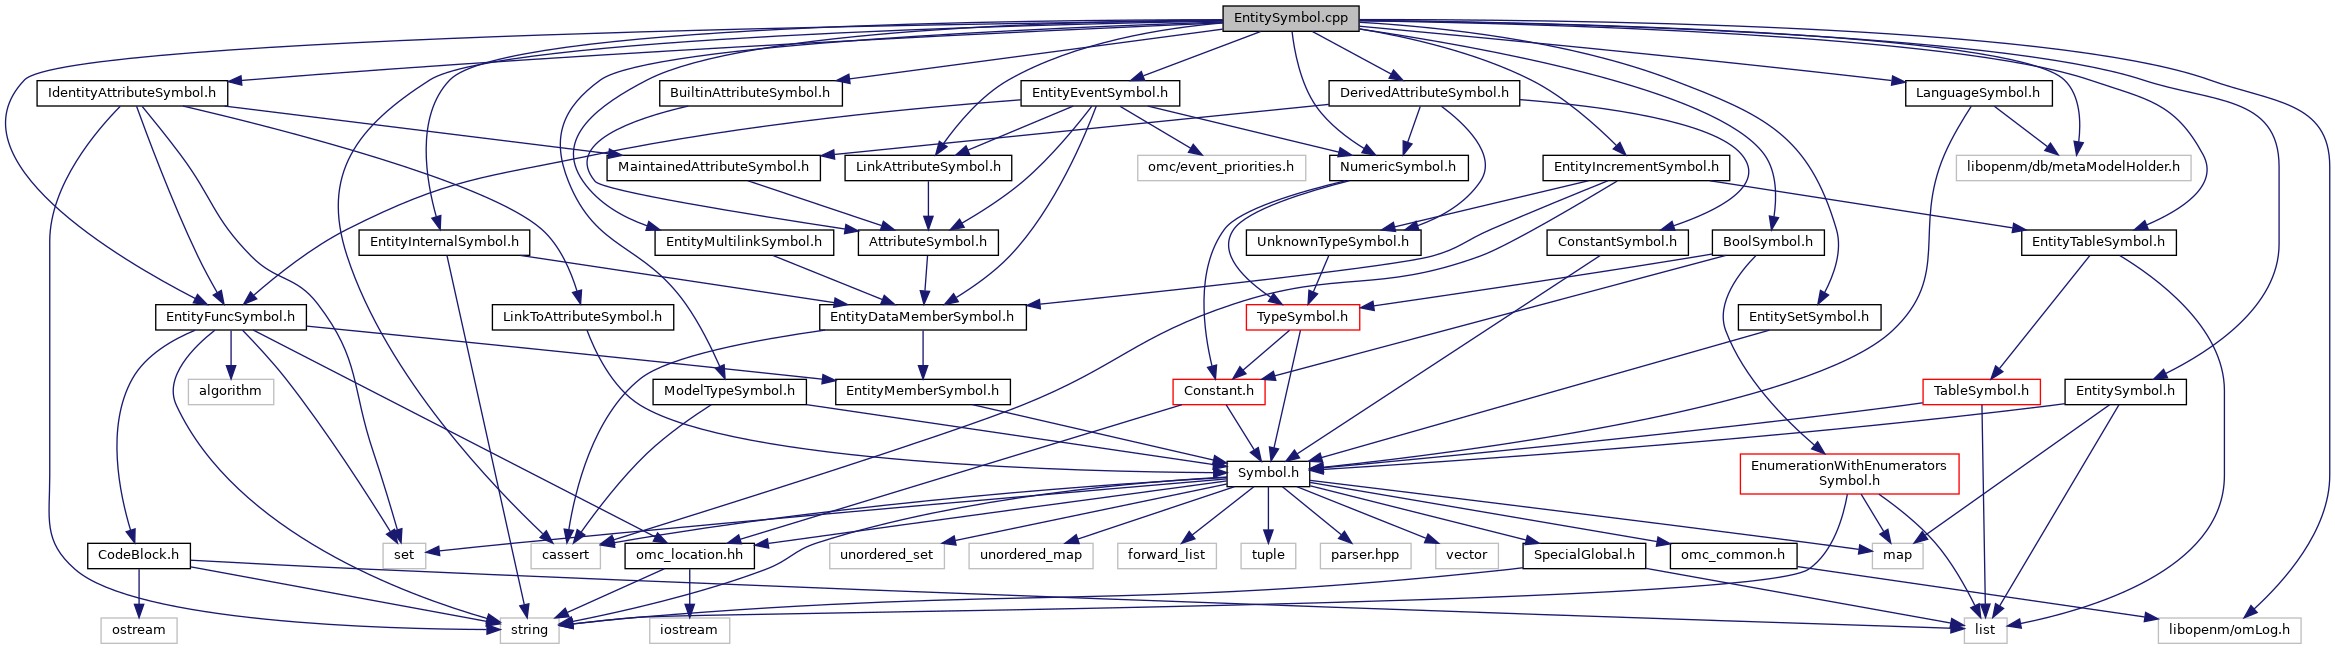 EntitySymbol.cpp
IdentityAttributeSymbol.h
BuiltinAttributeSymbol.h
EntityEventSymbol.h
DerivedAttributeSymbol.h
LanguageSymbol.h
MaintainedAttributeSymbol.h
LinkAttributeSymbol.h
omc/event_priorities.h
NumericSymbol.h
EntityIncrementSymbol.h
libopenm/db/metaModelHolder.h
EntityInternalSymbol.h
EntityMultilinkSymbol.h
AttributeSymbol.h
UnknownTypeSymbol.h
ConstantSymbol.h
BoolSymbol.h
EntityTableSymbol.h
EntityFuncSymbol.h
LinkToAttributeSymbol.h
EntityDataMemberSymbol.h
TypeSymbol.h
EntitySetSymbol.h
algorithm
ModelTypeSymbol.h
EntityMemberSymbol.h
Constant.h
TableSymbol.h
EntitySymbol.h
Symbol.h
EnumerationWithEnumerators
Symbol.h
CodeBlock.h
set
cassert
omc_location.hh
unordered_set
unordered_map
forward_list
tuple
parser.hpp
vector
SpecialGlobal.h
omc_common.h
map
ostream
string
iostream
list
libopenm/omLog.h